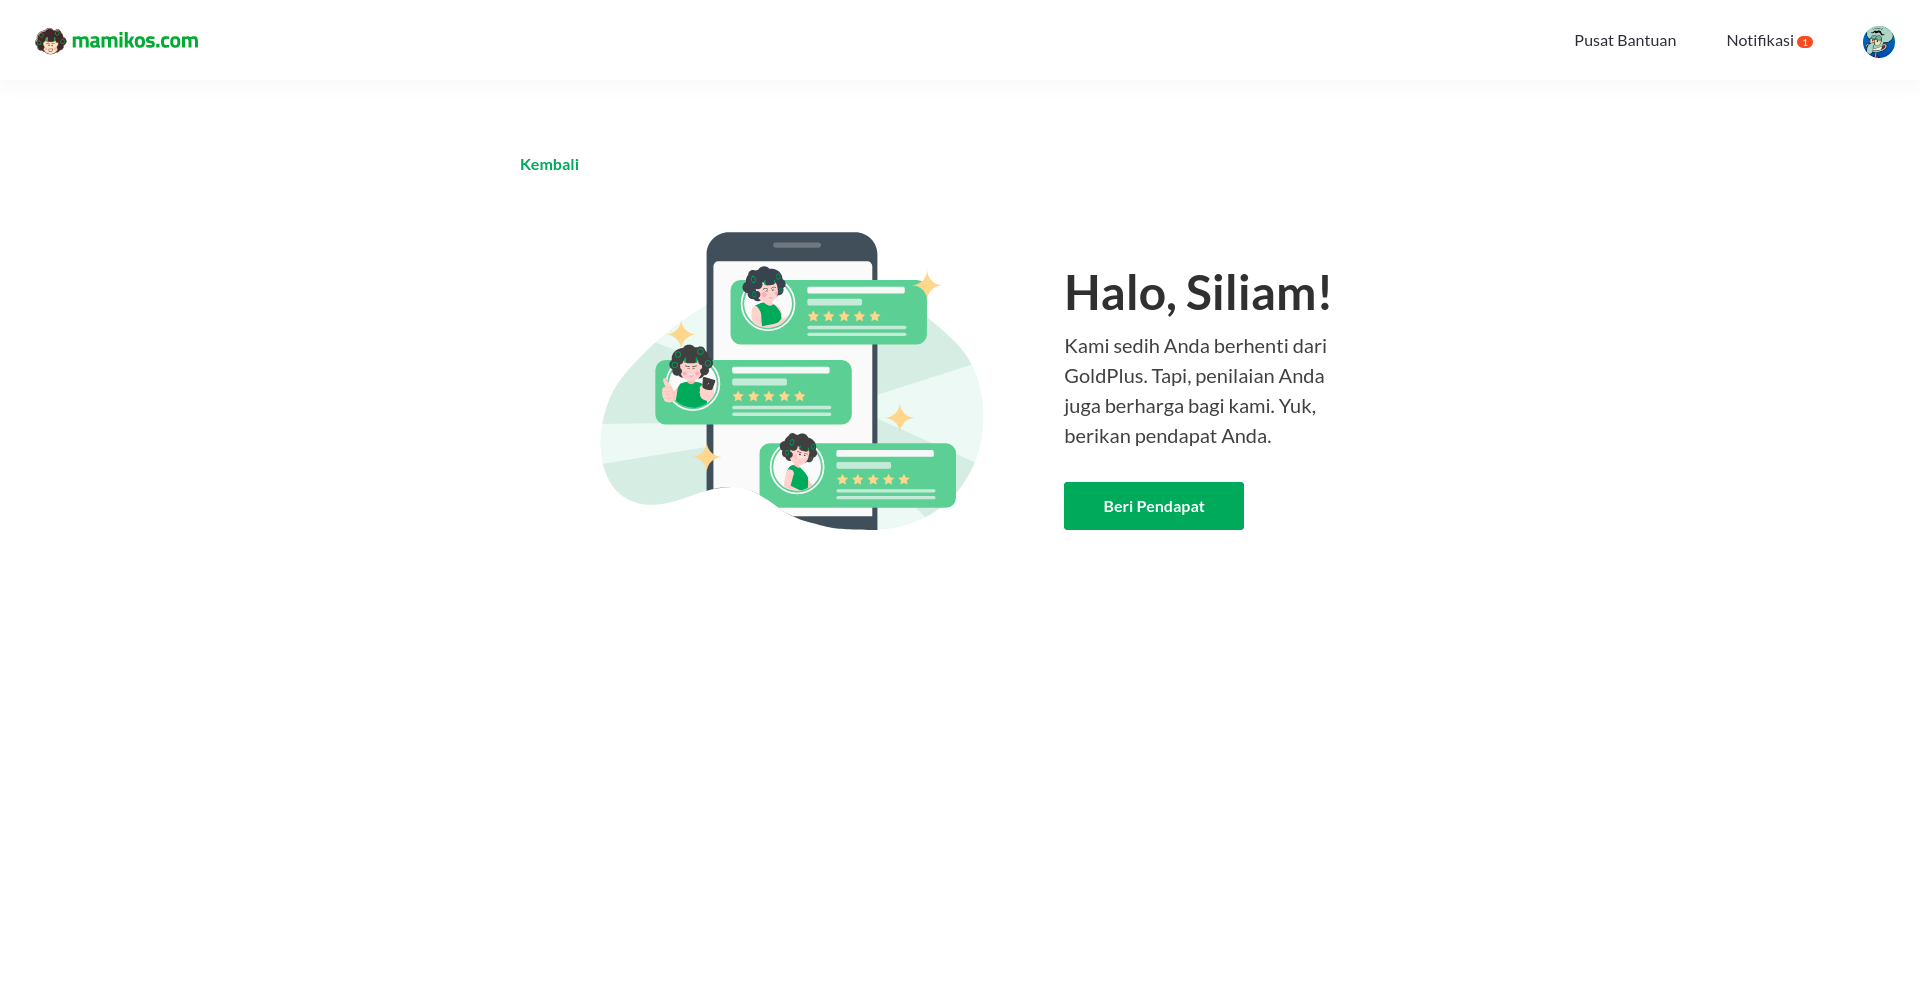 mamikos.com
Pusat Bantuan
Notifikasi 1
Kembali
Halo, Siliam!
Kami sedih Anda berhenti dari
GoldPlus. Tapi, penilaian Anda
juga berharga bagi kami. Yuk,
berikan pendapat Anda.
Beri Pendapat